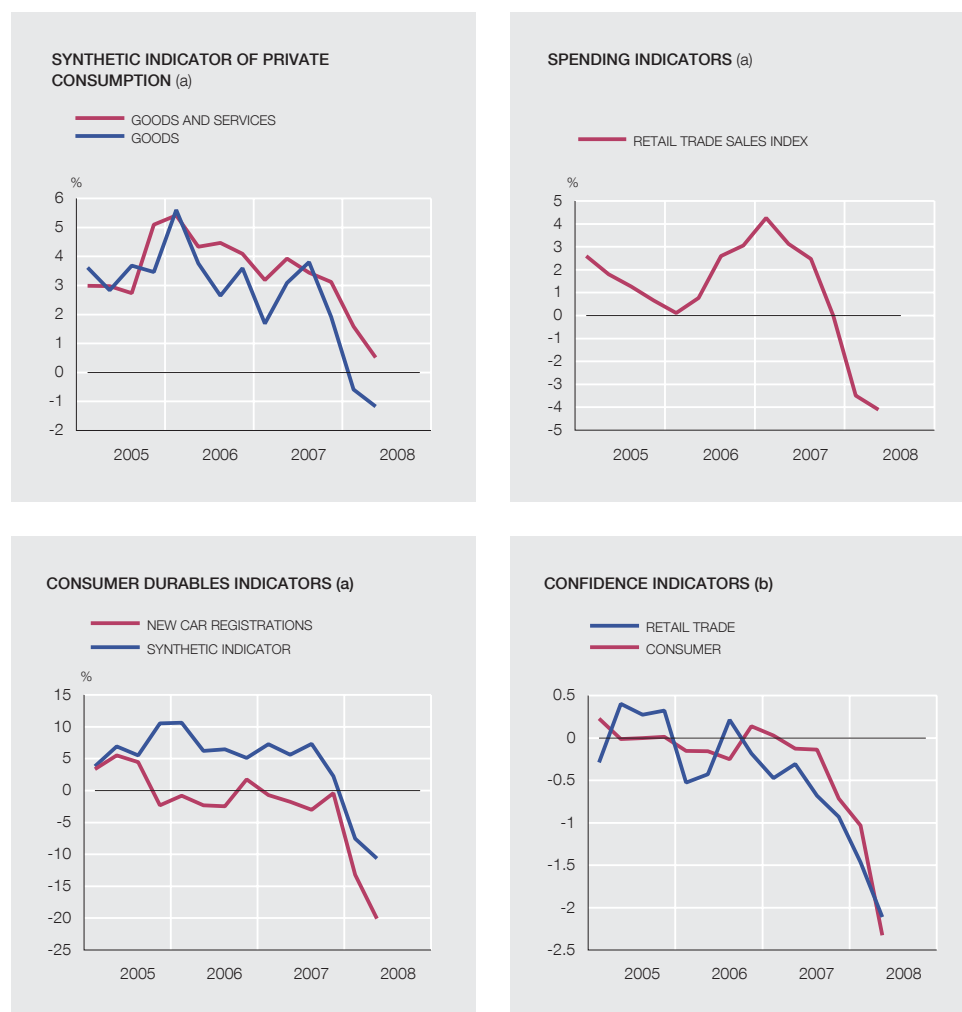 SYNTHETIC INDICATOR OF PRIVATE
CONSUMPTION (a)
GOODS AND SERVICES
GOODS
%
6
5
4
3
2
1
0
-1
-2
2005 2006 2007 2008
SPENDING INDICATORS (a)
RETAIL TRADE SALES INDEX
%
5
4
3
2
1
0
-1
-2
-3
-4
-5
2005 2006 2007 2008
CONSUMER DURABLES INDICATORS (a)
NEW CAR REGISTRATIONS
SYNTHETIC INDICATOR
%
15
10
5
0
-5
-10
-15
-20
-25
2005 2006 2007 2008
CONFIDENCE INDICATORS (b)
RETAIL TRADE
CONSUMER
0.5
0
-0.5
-1
-1.5
-2
-2.5
2005 2006 2007 2008